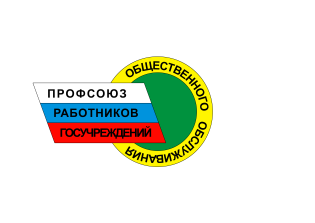 ПРОФСОЮЗ
РАБОТНИКОВ
ГОСУЧРЕЖДЕНИЙ
ОБЩЕСТВЕННОГО
ОБСЛУЖИВАНИЯ